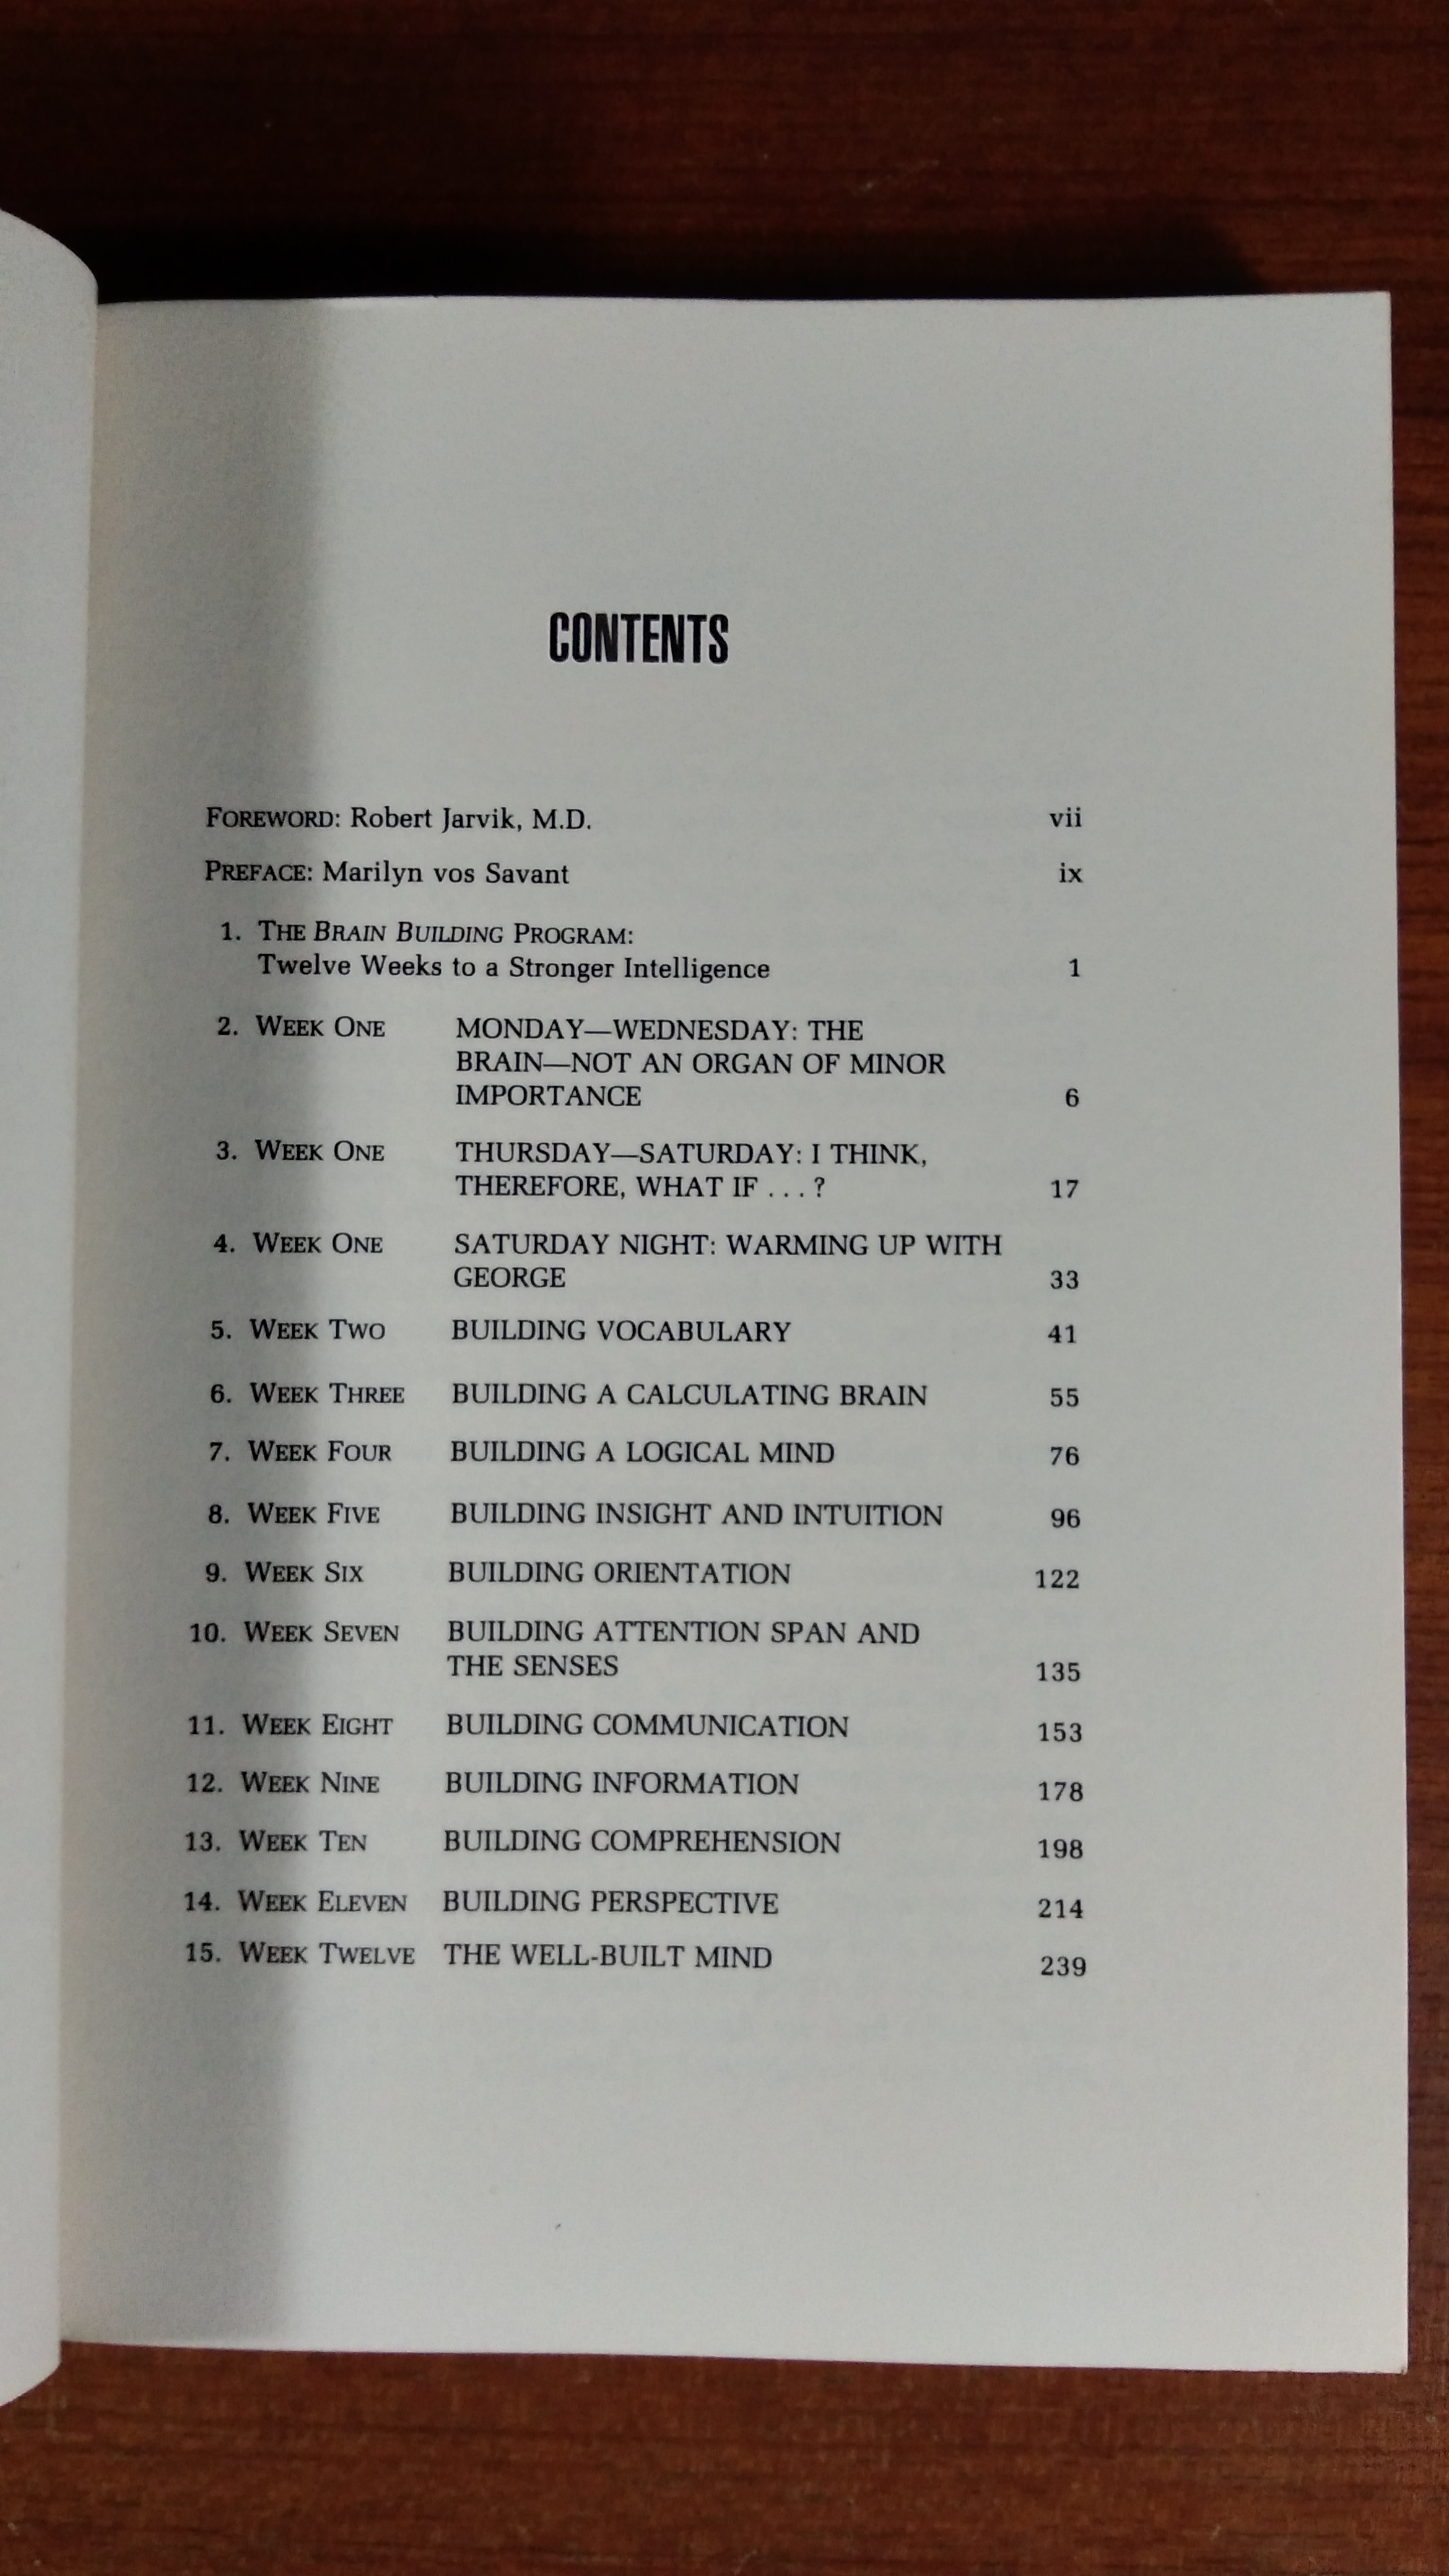 CONTENTS
FOREWORD: Robert Jarvik, M.D. vii
PREFACE: Marilyn vos Savant ix
1. THE BRAIN BUILDING PROGRAM:
Twelve Weeks to a Stronger Intelligence 1
2. WEEK ONE MONDAY—WEDNESDAY: THE
BRAIN—NOT AN ORGAN OF MINOR
IMPORTANCE 6
3. WEEK ONE THURSDAY—SATURDAY: I THINK,
THEREFORE, WHAT IF . . . ? 17
4. WEEK ONE SATURDAY NIGHT: WARMING UP WITH
GEORGE 33
5. WEEK TWO BUILDING VOCABULARY 41
6. WEEK THREE BUILDING A CALCULATING BRAIN 55
7. WEEK FOUR BUILDING A LOGICAL MIND 76
8. WEEK FIVE BUILDING INSIGHT AND INTUITION 96
9. WEEK SIX BUILDING ORIENTATION 122
10. WEEK SEVEN BUILDING ATTENTION SPAN AND
THE SENSES 135
11. WEEK EIGHT BUILDING COMMUNICATION 153
12. WEEK NINE BUILDING INFORMATION 178
13. WEEK TEN BUILDING COMPREHENSION 198
14. WEEK ELEVEN BUILDING PERSPECTIVE 214
15. WEEK TWELVE THE WELL-BUILT MIND 239